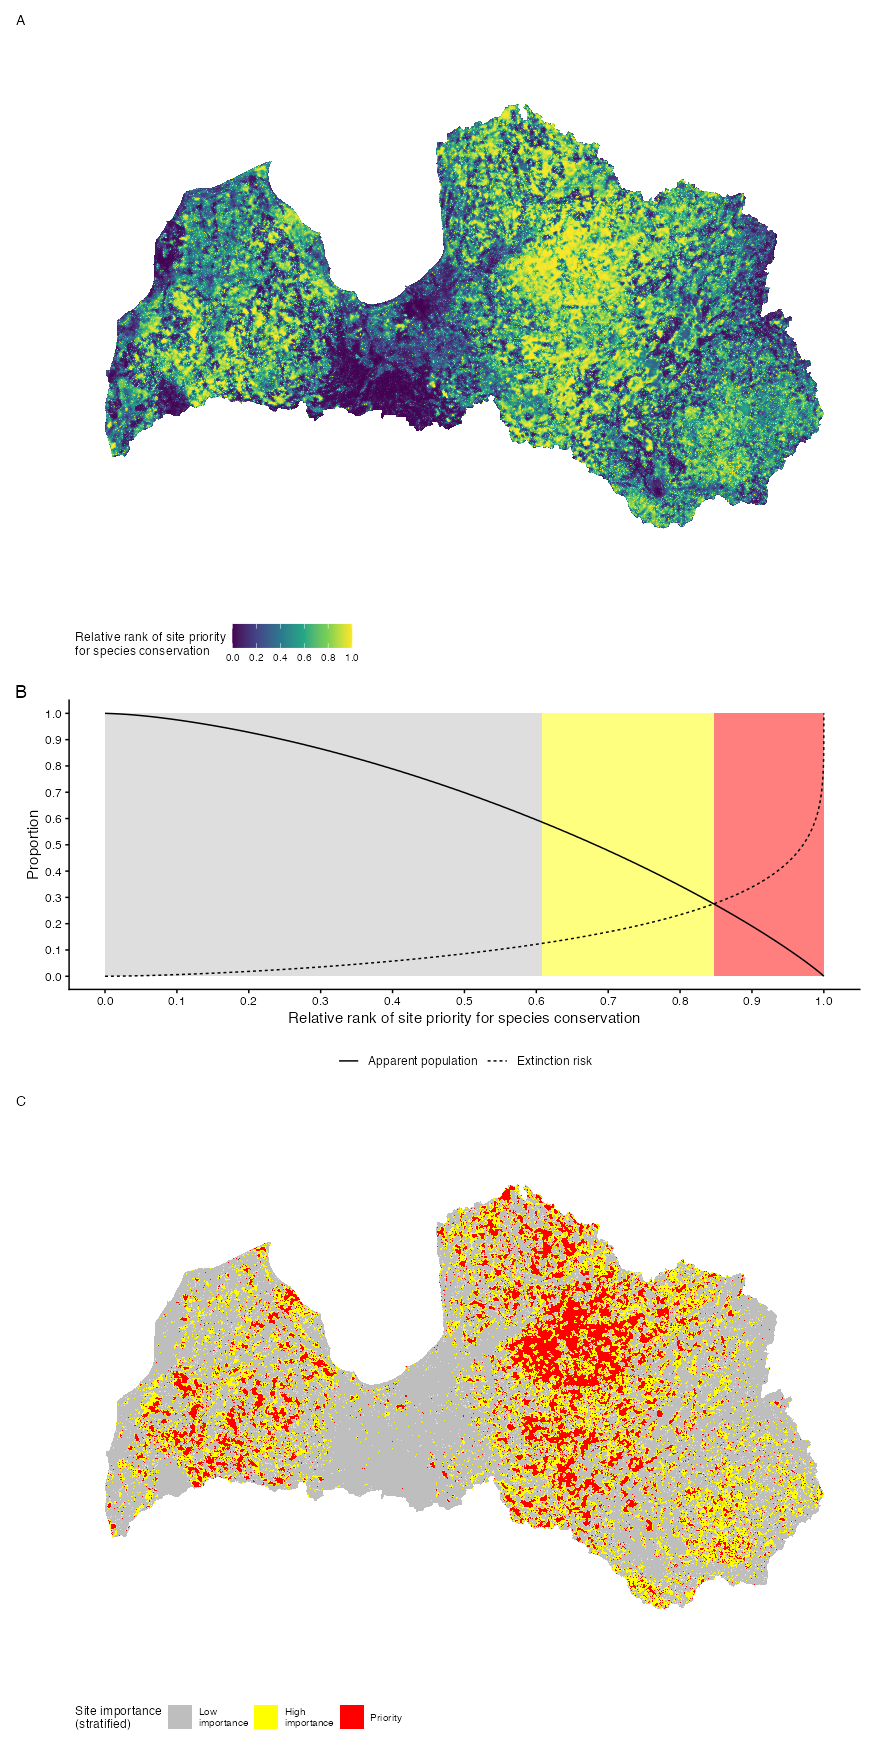 A
Relative rank of site priority
for species conservation
0.0 0.2 0.4 0.6 0.8 1.0
B
Proportion
1.0
0.9
0.8
0.7
0.6
0.5
0.4
0.3
0.2
0.1
0.0
0.0 0.1 0.2 0.3 0.4 0.5 0.6 0.7 0.8 0.9 1.0
Relative rank of site priority for species conservation
Apparent population Extinction risk
C
Site importance
(stratified)
Low
importance
High
importance
Priority